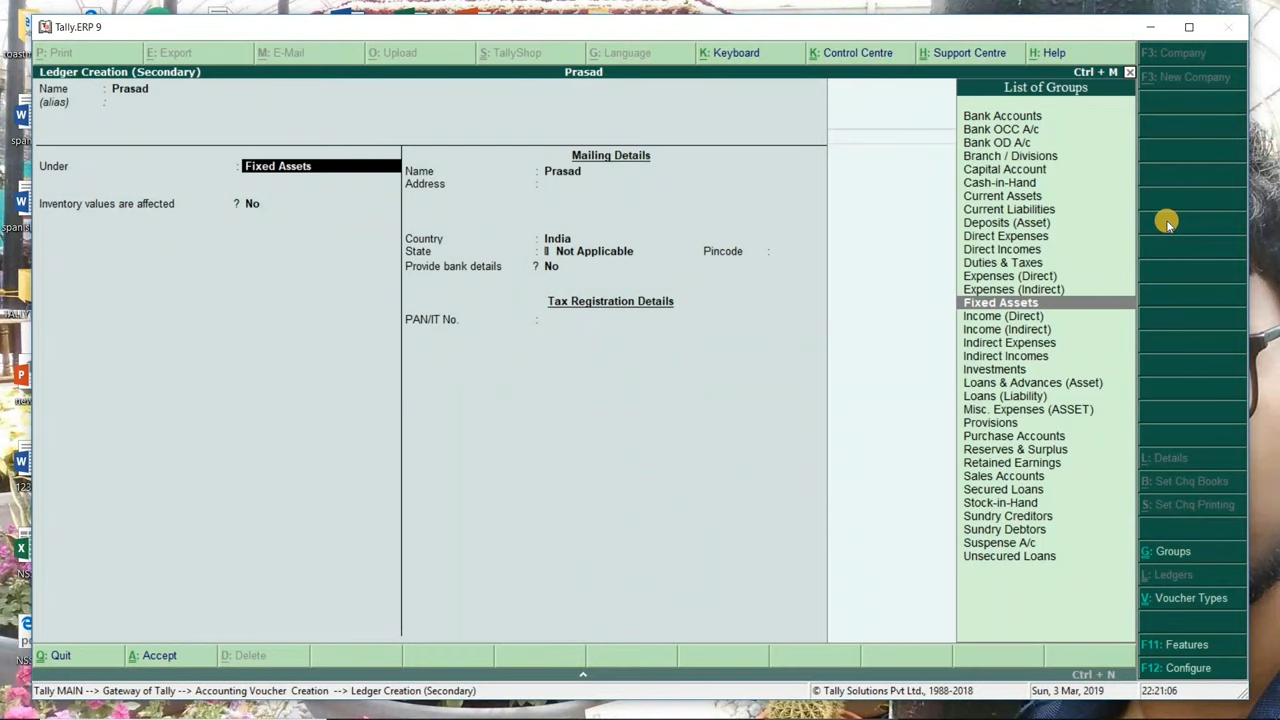 Tally.ERP 9
P: Print
E: Export
M: E-Mail
O: Upload
S: TallyShop
G: Language
K: Keyboard
K: Control Centre
H: Support Centre
H: Help
F3: Company
Ledger Creation (Secondary)
Prasad
Ctrl + M
F3: New Company
Name : Prasad
(alias) :
List of Groups
Under : Fixed Assets
Inventory values are affected ? No
Mailing Details
Name : Prasad
Address :
Country : India
State : Not Applicable
Pincode :
Provide bank details ? No
Tax Registration Details
PAN/IT No. :
Bank Accounts
Bank OCC A/c
Bank OD A/c
Branch / Divisions
Capital Account
Cash-in-Hand
Current Assets
Current Liabilities
Deposits (Asset)
Direct Expenses
Direct Incomes
Duties & Taxes
Expenses (Direct)
Expenses (Indirect)
Fixed Assets
Income (Direct)
Income (Indirect)
Indirect Expenses
Indirect Incomes
Investments
Loans & Advances (Asset)
Loans (Liability)
Misc. Expenses (ASSET)
Provisions
Purchase Accounts
Reserves & Surplus
Retained Earnings
Sales Accounts
Secured Loans
Stock-in-Hand
Sundry Creditors
Sundry Debtors
Suspense A/c
Unsecured Loans
L: Details
B: Set Chq Books
S: Set Chq Printing
G: Groups
L: Ledgers
V: Voucher Types
F11: Features
F12: Configure
Q: Quit
A: Accept
D: Delete
Ctrl + N
Tally MAIN --> Gateway of Tally --> Accounting Voucher Creation --> Ledger Creation (Secondary)
© Tally Solutions Pvt Ltd., 1988-2018
Sun, 3 Mar, 2019
22:21:06